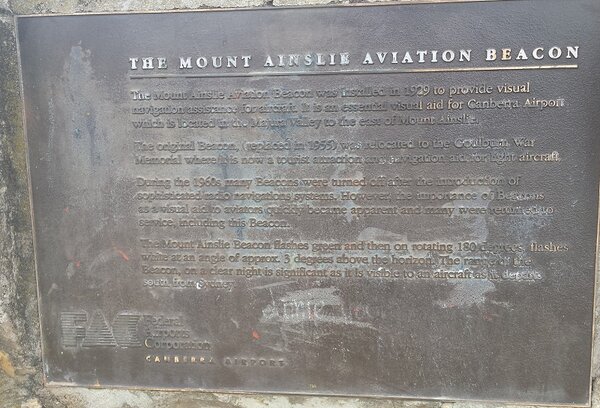 THE MOUNT AINSLIE AVIATION BEACON
The Mount Ainslie Aviation Beacon was installed in 1929 to provide visual
navigation assistance for aircraft. It is an essential visual aid for Canberra Airport
which is located in the Majura Valley to the east of Mount Ainslie.
The original Beacon, (replaced in 1955) was relocated to the Goulburn War
Memorial where it is now a tourist attraction and navigation aid for light aircraft
During the 1960s many Beacons were turned off after the introduction of
sophisticated radio navigations systems. However, the importance of Beacons
as a visual aid to aviators quickly became apparent and many were returned to
service, including this Beacon.
The Mount Ainslie Beacon flashes green and then on rotating 180 degrees, flashes
white at an angle of approx. 3 degrees above the horizon. The range of the
Beacon, on a clear night is significant as it is visible to an aircraft as it departs
south from Sydney
FAC
Federal
Airports
Corporation
CANBERRA AIRPORT